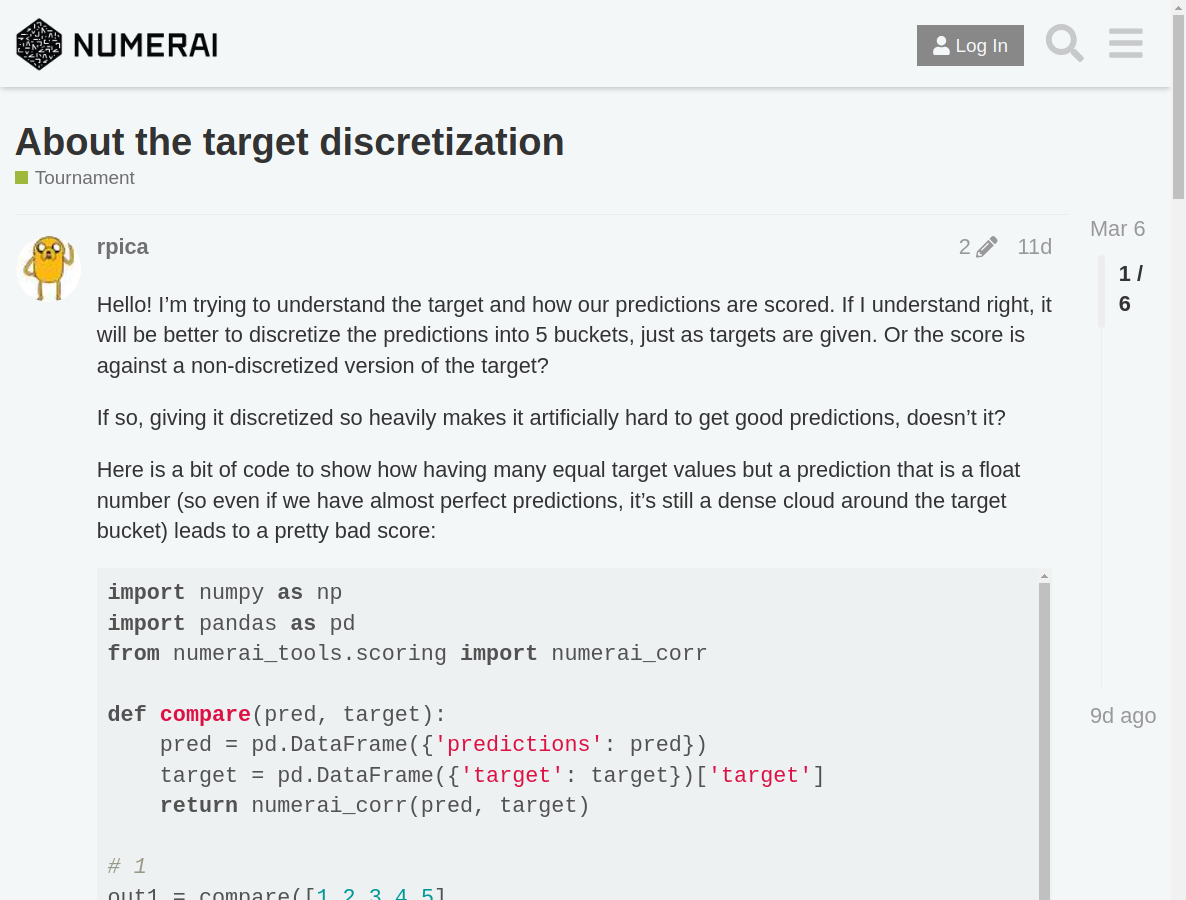 NUMERAI
Log In
About the target discretization
Tournament
rpica
2
11d
Mar 6
1 /
6
Hello! I’m trying to understand the target and how our predictions are scored. If I understand right, it
will be better to discretize the predictions into 5 buckets, just as targets are given. Or the score is
against a non-discretized version of the target?
If so, giving it discretized so heavily makes it artificially hard to get good predictions, doesn’t it?
Here is a bit of code to show how having many equal target values but a prediction that is a float
number (so even if we have almost perfect predictions, it’s still a dense cloud around the target
bucket) leads to a pretty bad score:
import numpy as np
import pandas as pd
from numerai_tools.scoring import numerai_corr
def compare(pred, target):
    pred = pd.DataFrame({'predictions': pred})
    target = pd.DataFrame({'target': target})['target']
    return numerai_corr(pred, target)
# 1
out1 = compare([1,2,3,4,5]
9d ago